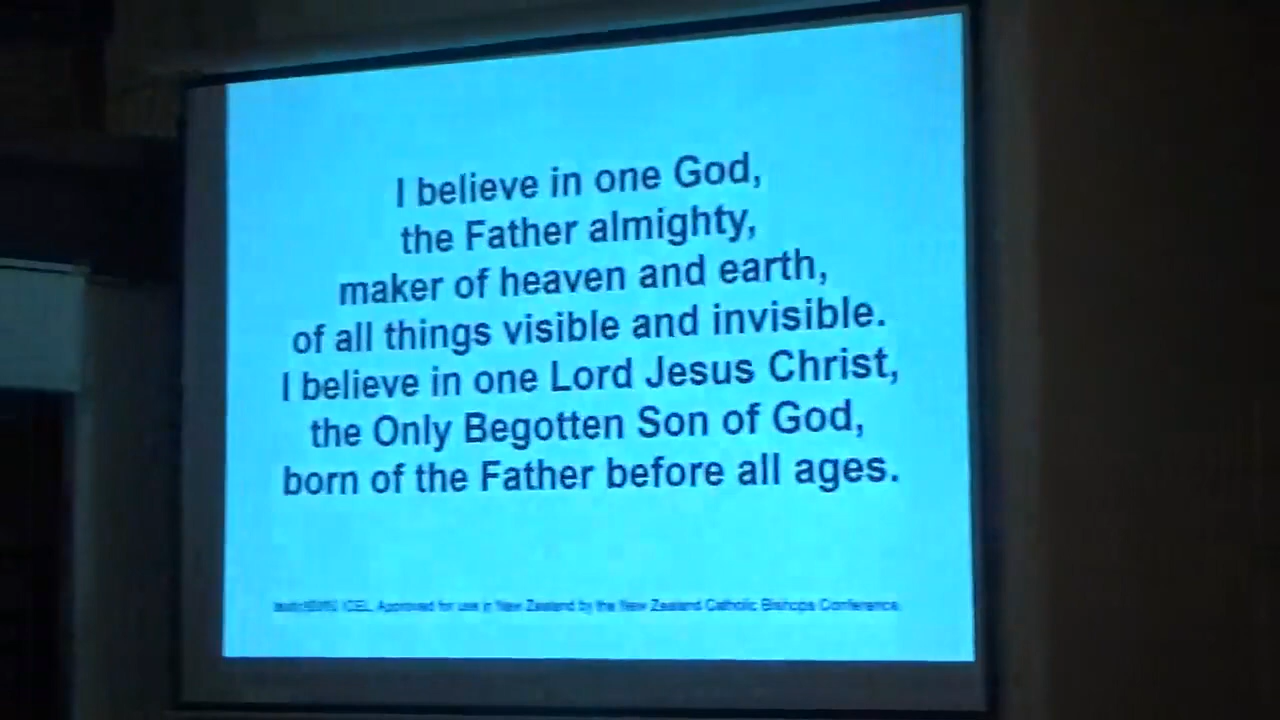 I believe in one God,
the Father almighty,
maker of heaven and earth,
of all things visible and invisible.
I believe in one Lord Jesus Christ,
the Only Begotten Son of God,
born of the Father before all ages.
ICEL. Approved for use in New Zealand by the New Zealand Catholic Bishops Conference